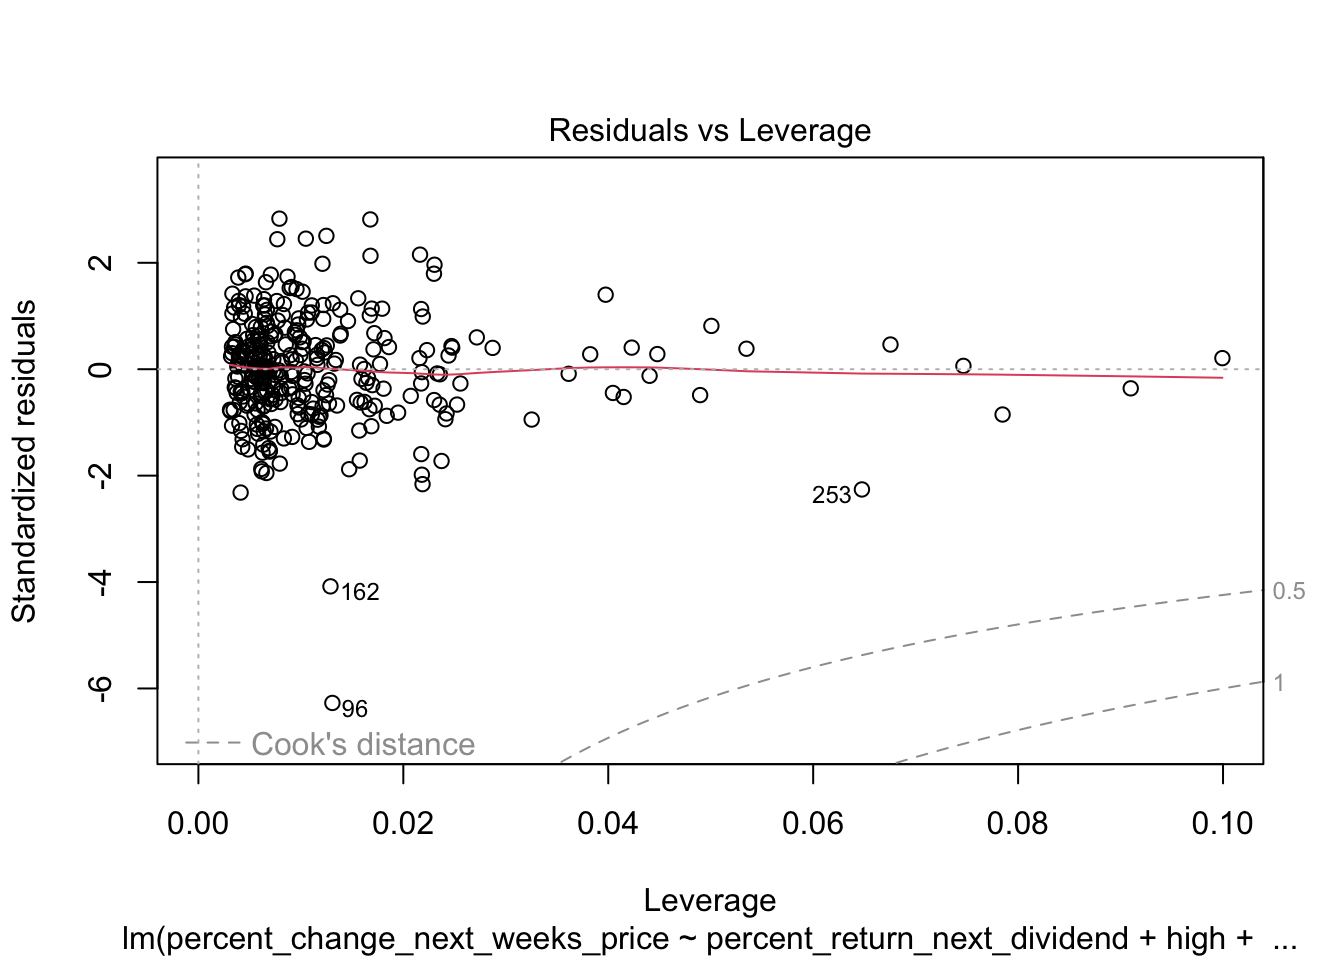 Residuals vs Leverage
Standardized residuals
2
0
-2
-4
-6
253
162
96
0.5
1
Cook's distance
0.00 0.02 0.04 0.06 0.08 0.10
Leverage
lm(percent_change_next_weeks_price ~ percent_return_next_dividend + high + ...